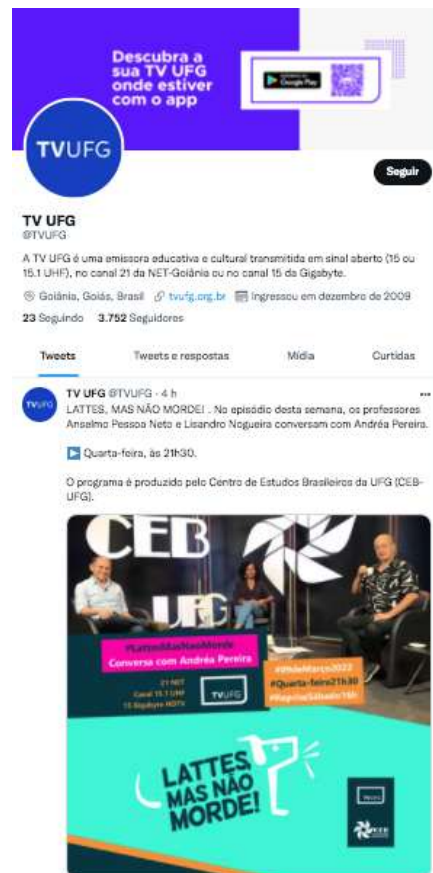 Descubra a
sua TV UFG
onde estiver
com o app
Google Play
TVUFG
Seguir
TV UFG
@TVUFG
A TV UFG é uma emissora educativa e cultural transmitida em sinal aberto (15 ou
15.1 UHF), no canal 21 da NET-Goiânia ou no canal 15 da Gigabyte.
Goiânia, Goiás, Brasil tvufg.org.br Ingressou em dezembro de 2009
23 Seguindo 3.752 Seguidores
Tweets Tweets e respostas Mídia Curtidas
TVUFG
TV UFG @TVUFG · 4 h
LATTES, MAS NÃO MORDE! . No episódio desta semana, os professores
Anselmo Pessoa Neto e Lisandro Nogueira conversam com Andréa Pereira.
Quarta-feira, às 21h30.
O programa é produzido pelo Centro de Estudos Brasileiros da UFG (CEB-
UFG).
CEB
UFG
#LattesMasNaoMorde
Conversa com Andréa Pereira
21 NET
Canal 15.1 UHF
15 Gigabyte HDTV
TVUFG
#09deMarço2022
#Quarta-feira21h30
#RepriseSábado16h
LATTES,
MAS NÃO
MORDE!
TVUFG